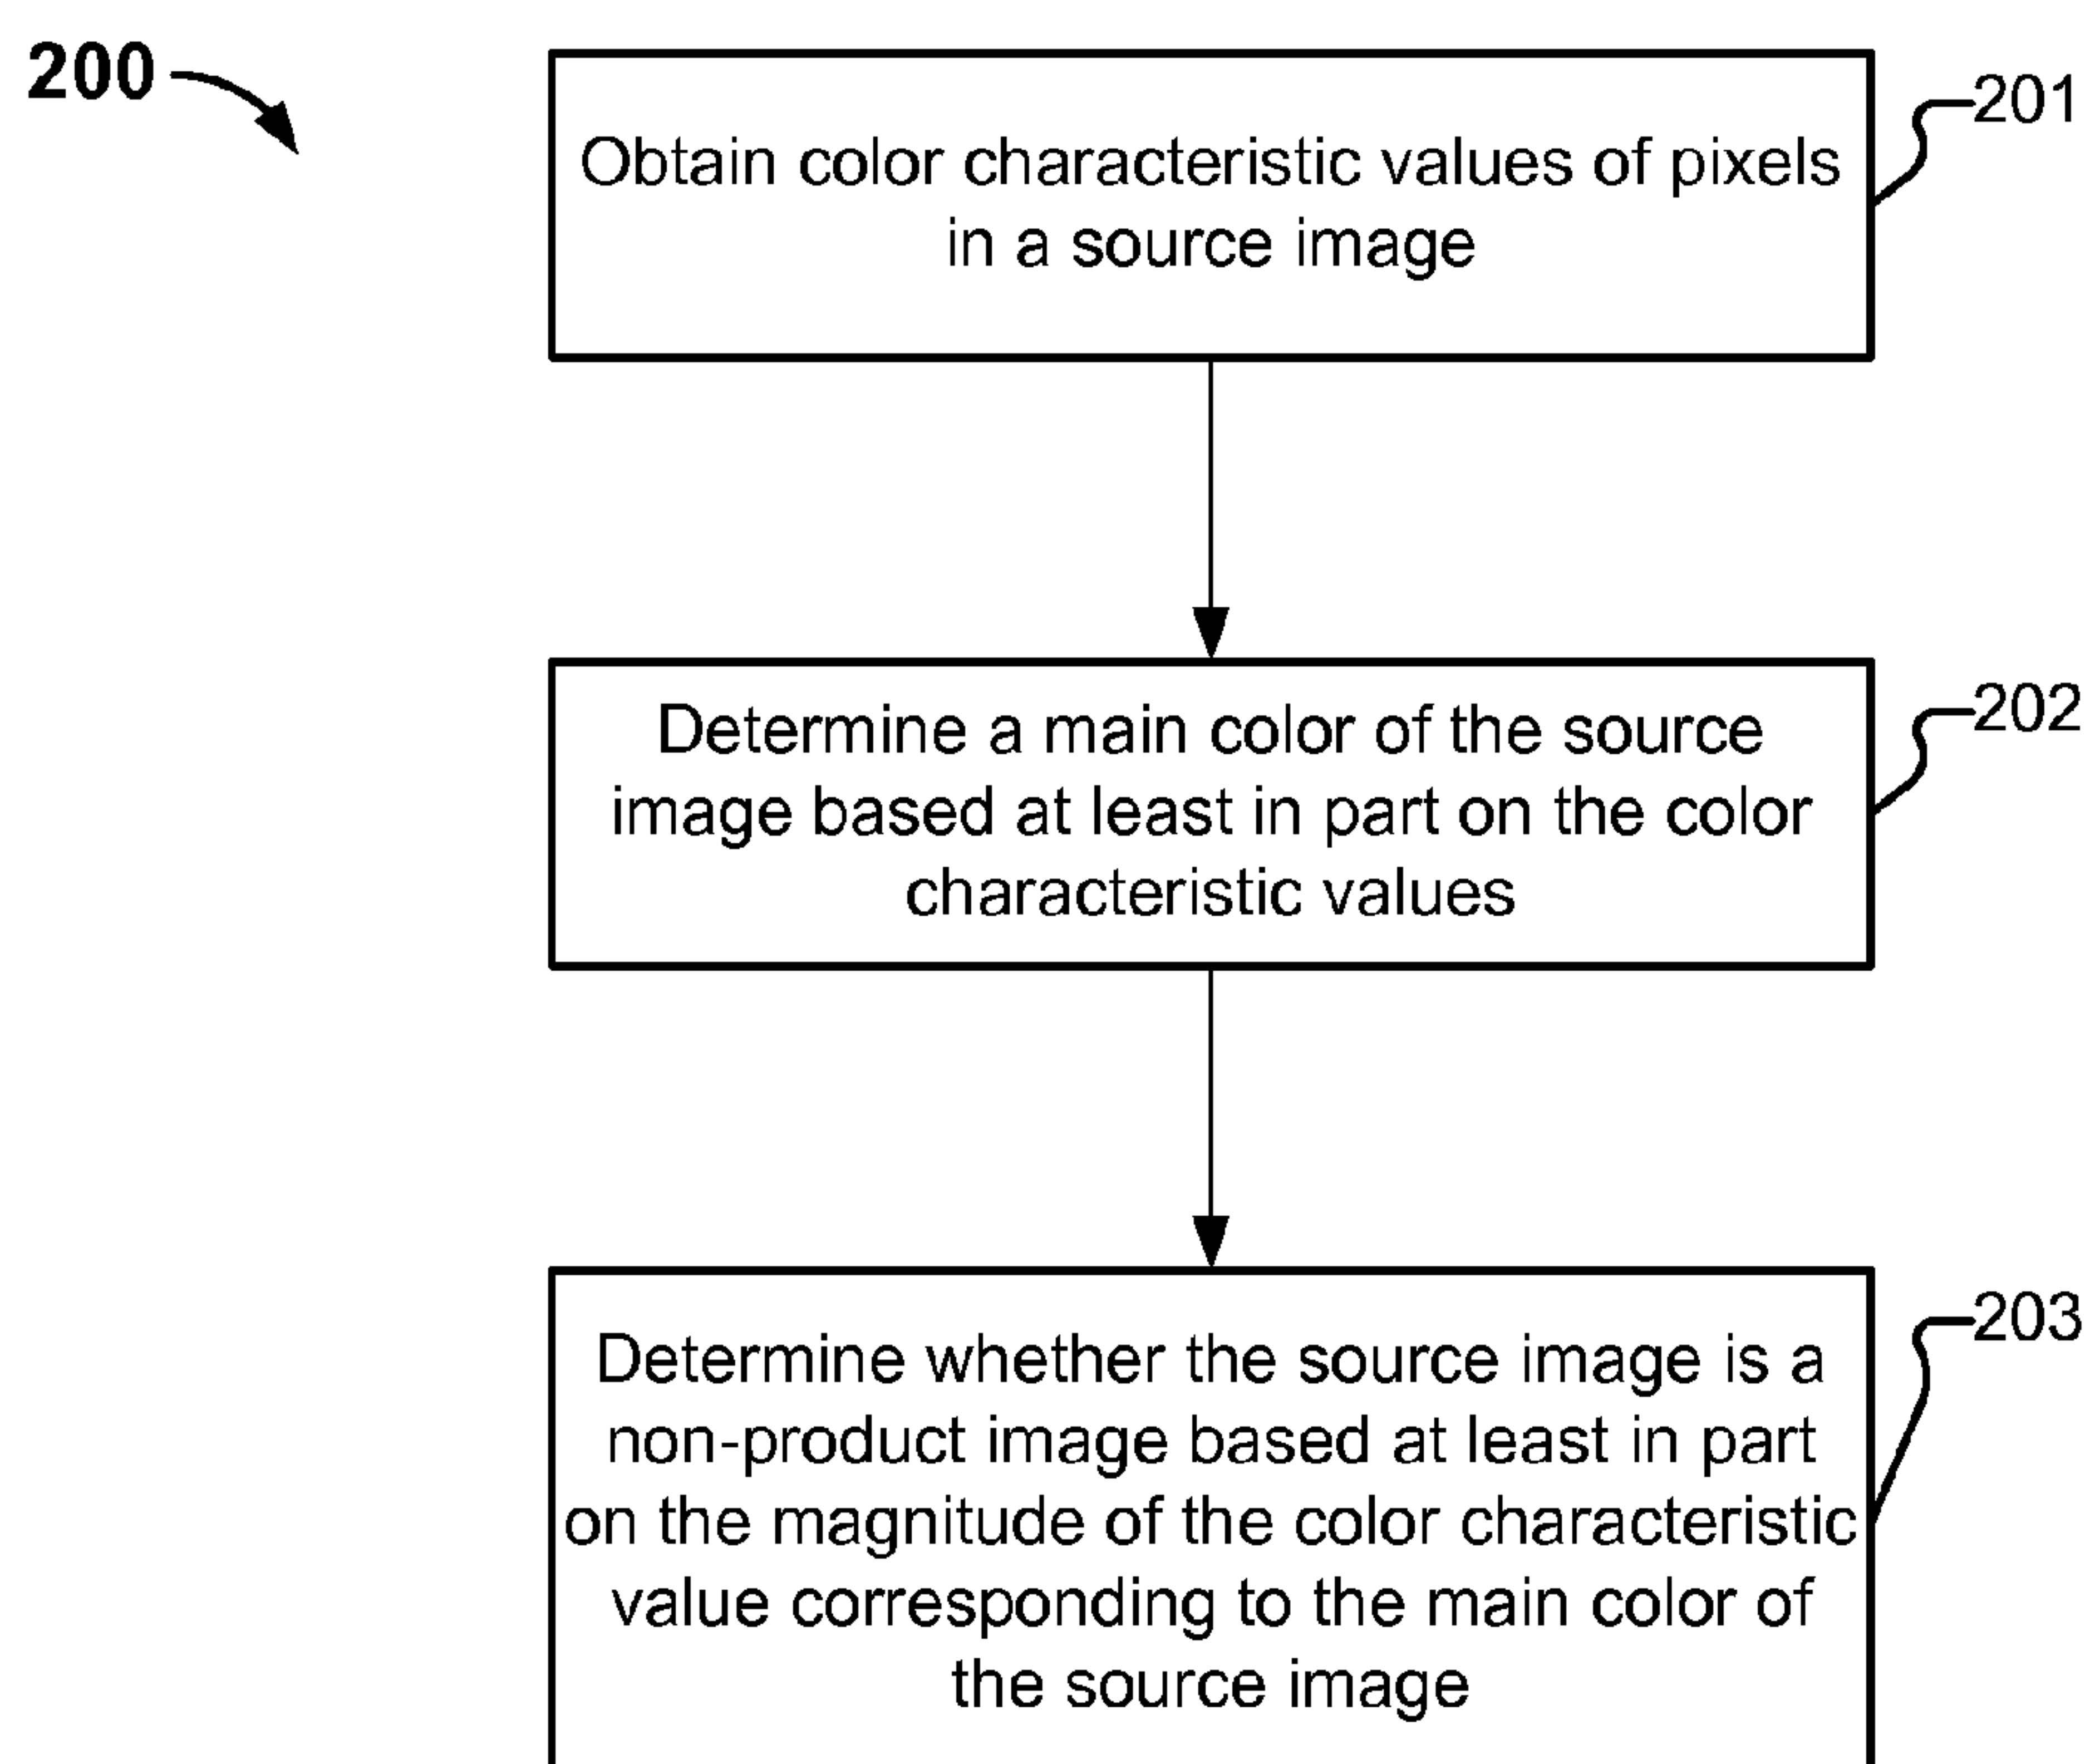 200
201
Obtain color characteristic values of pixels
in a source image
202
Determine a main color of the source
image based at least in part on the color
characteristic values
203
Determine whether the source image is a
non-product image based at least in part
on the magnitude of the color characteristic
value corresponding to the main color of
the source image